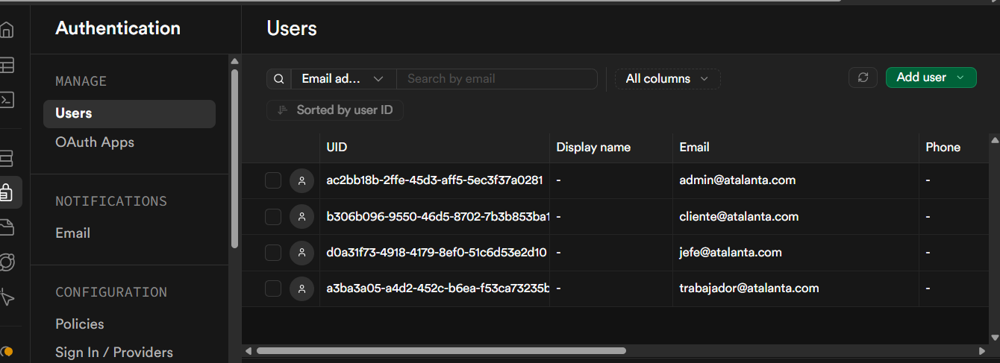 Authentication
Users
MANAGE
Users
OAuth Apps
NOTIFICATIONS
Email
CONFIGURATION
Policies
Sign In / Providers
Email ad...
Search by email
All columns
Add user
Sorted by user ID
UID Display name Email Phone
ac2bb18b-2ffe-45d3-aff5-5ec3f37a0281 - admin@atalanta.com -
b306b096-9550-46d5-8702-7b3b853ba1 - cliente@atalanta.com -
d0a31f73-4918-4179-8ef0-51c6d53e2d10 - jefe@atalanta.com -
a3ba3a05-a4d2-452c-b6ea-f53ca73235b - trabajador@atalanta.com -